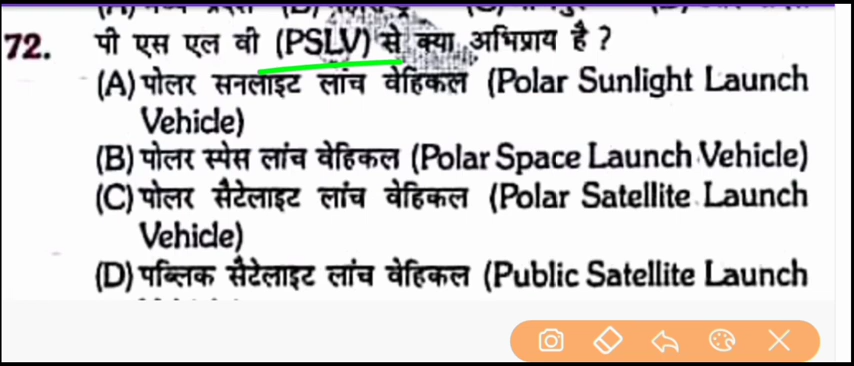 72. पी एस एल वी (PSLV) से क्या अभिप्राय है ?
(A) पोलर सनलाइट लांच वेहिकल (Polar Sunlight Launch
Vehicle)
(B) पोलर स्पेस लांच वेहिकल (Polar Space Launch Vehicle)
(C) पोलर सैटेलाइट लांच वेहिकल (Polar Satellite Launch
Vehicle)
(D) पब्लिक सैटेलाइट लांच वेहिकल (Public Satellite Launch